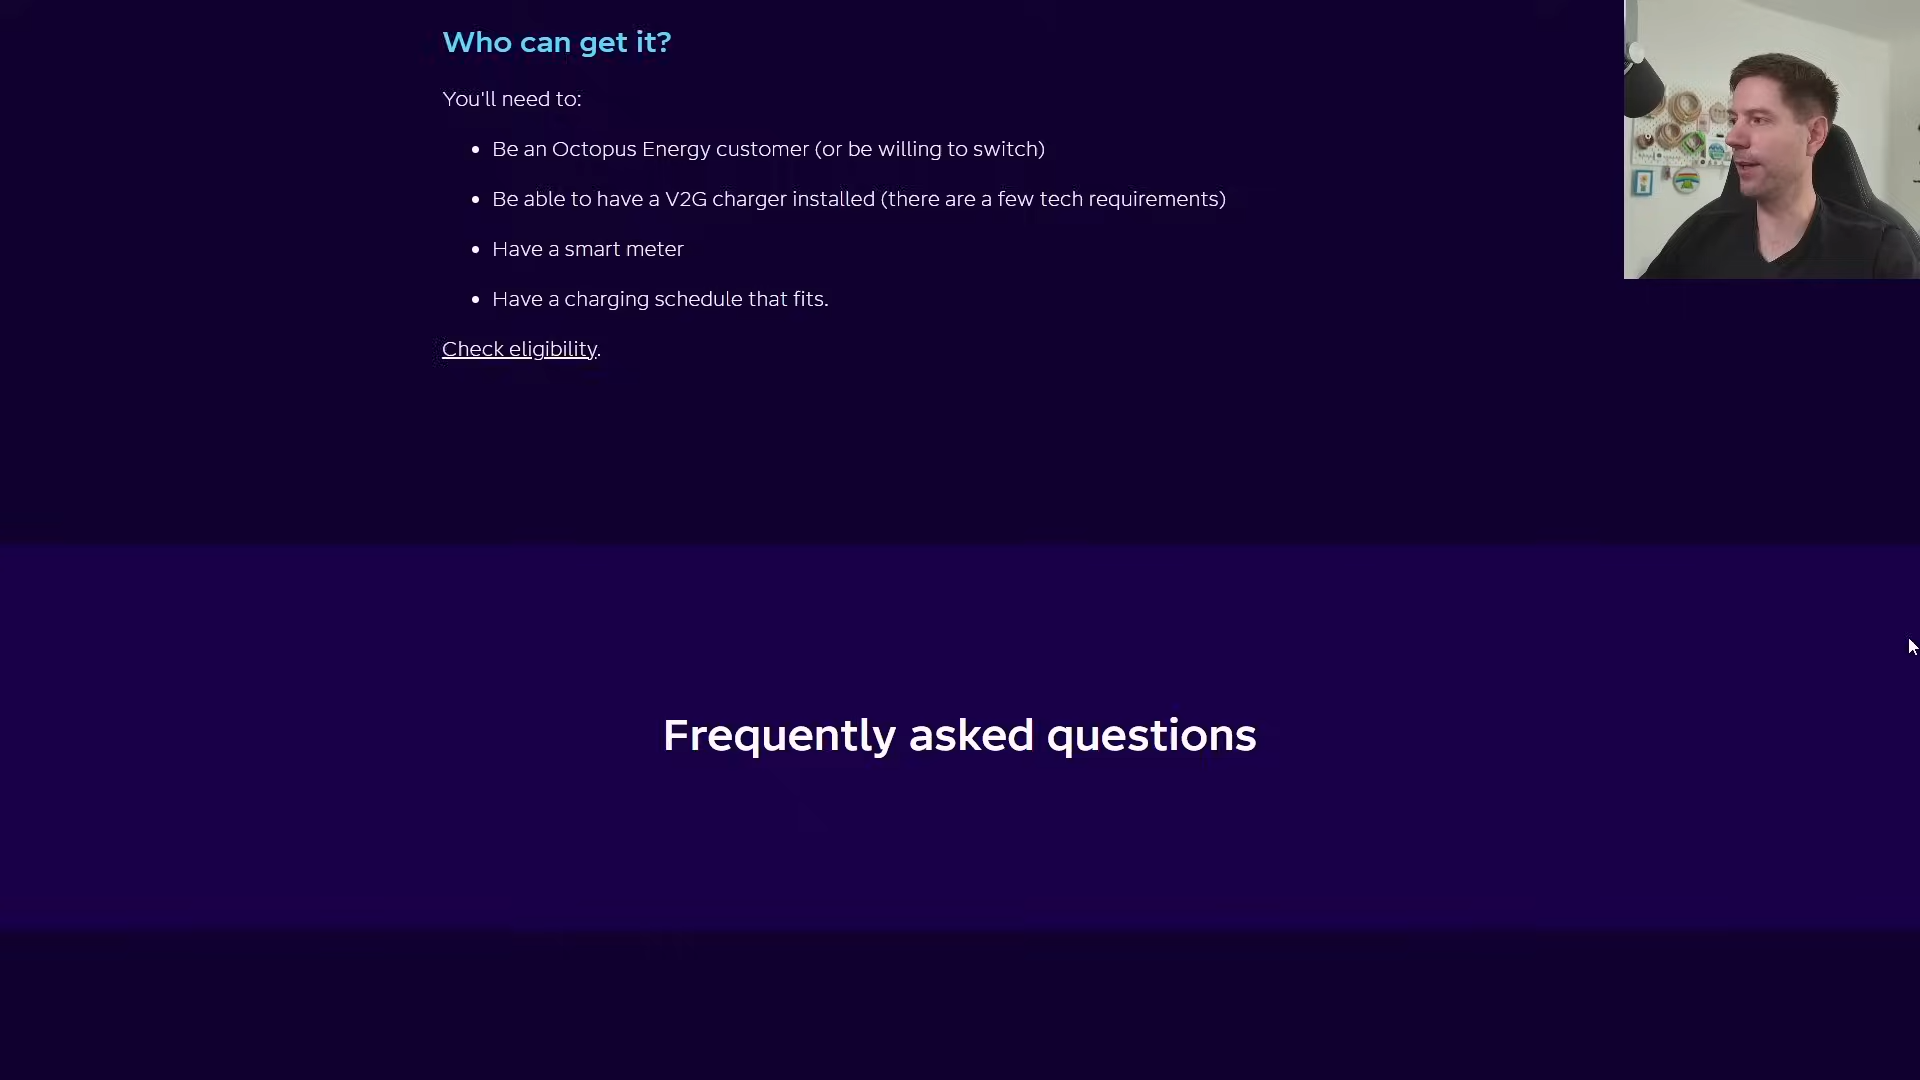 Who can get it?
You'll need to:
• Be an Octopus Energy customer (or be willing to switch)
• Be able to have a V2G charger installed (there are a few tech requirements)
• Have a smart meter
• Have a charging schedule that fits.
Check eligibility.
Frequently asked questions